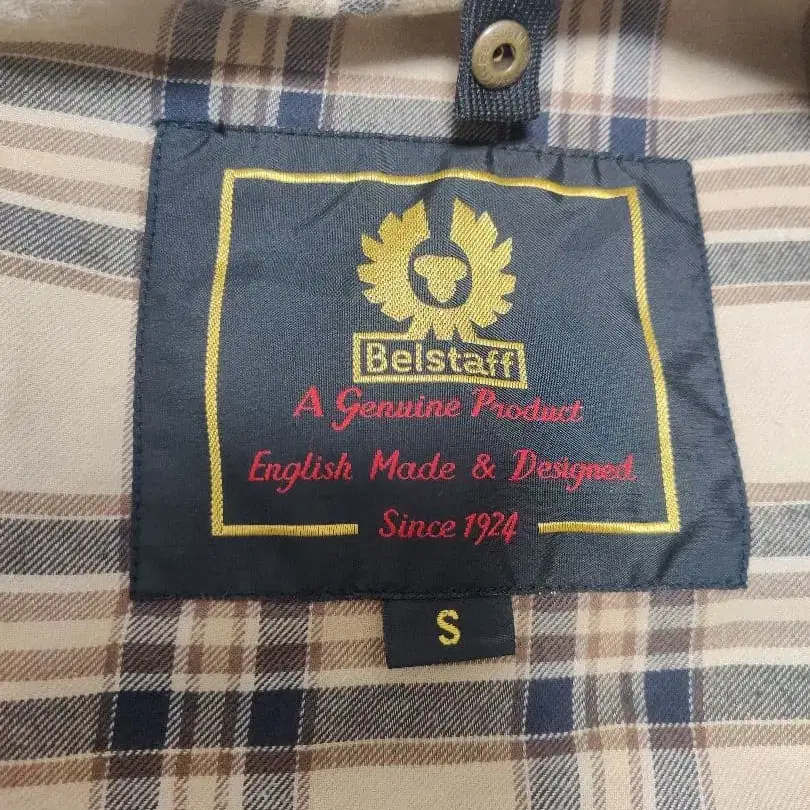 Belstaff
A Genuine Product
English Made & Designed
Since 1924
S